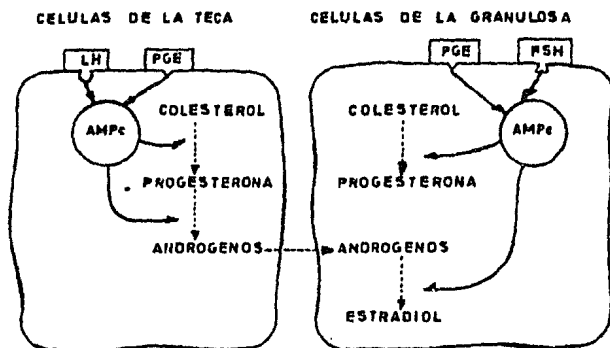 CELULAS DE LA TECA
CELULAS DE LA GRANULOSA
LH
PGE
AMPc
COLESTEROL
PROGESTERONA
ANDROGENOS
PGE
FSH
AMPc
COLESTEROL
PROGESTERONA
ANDROGENOS
ESTRADIOL